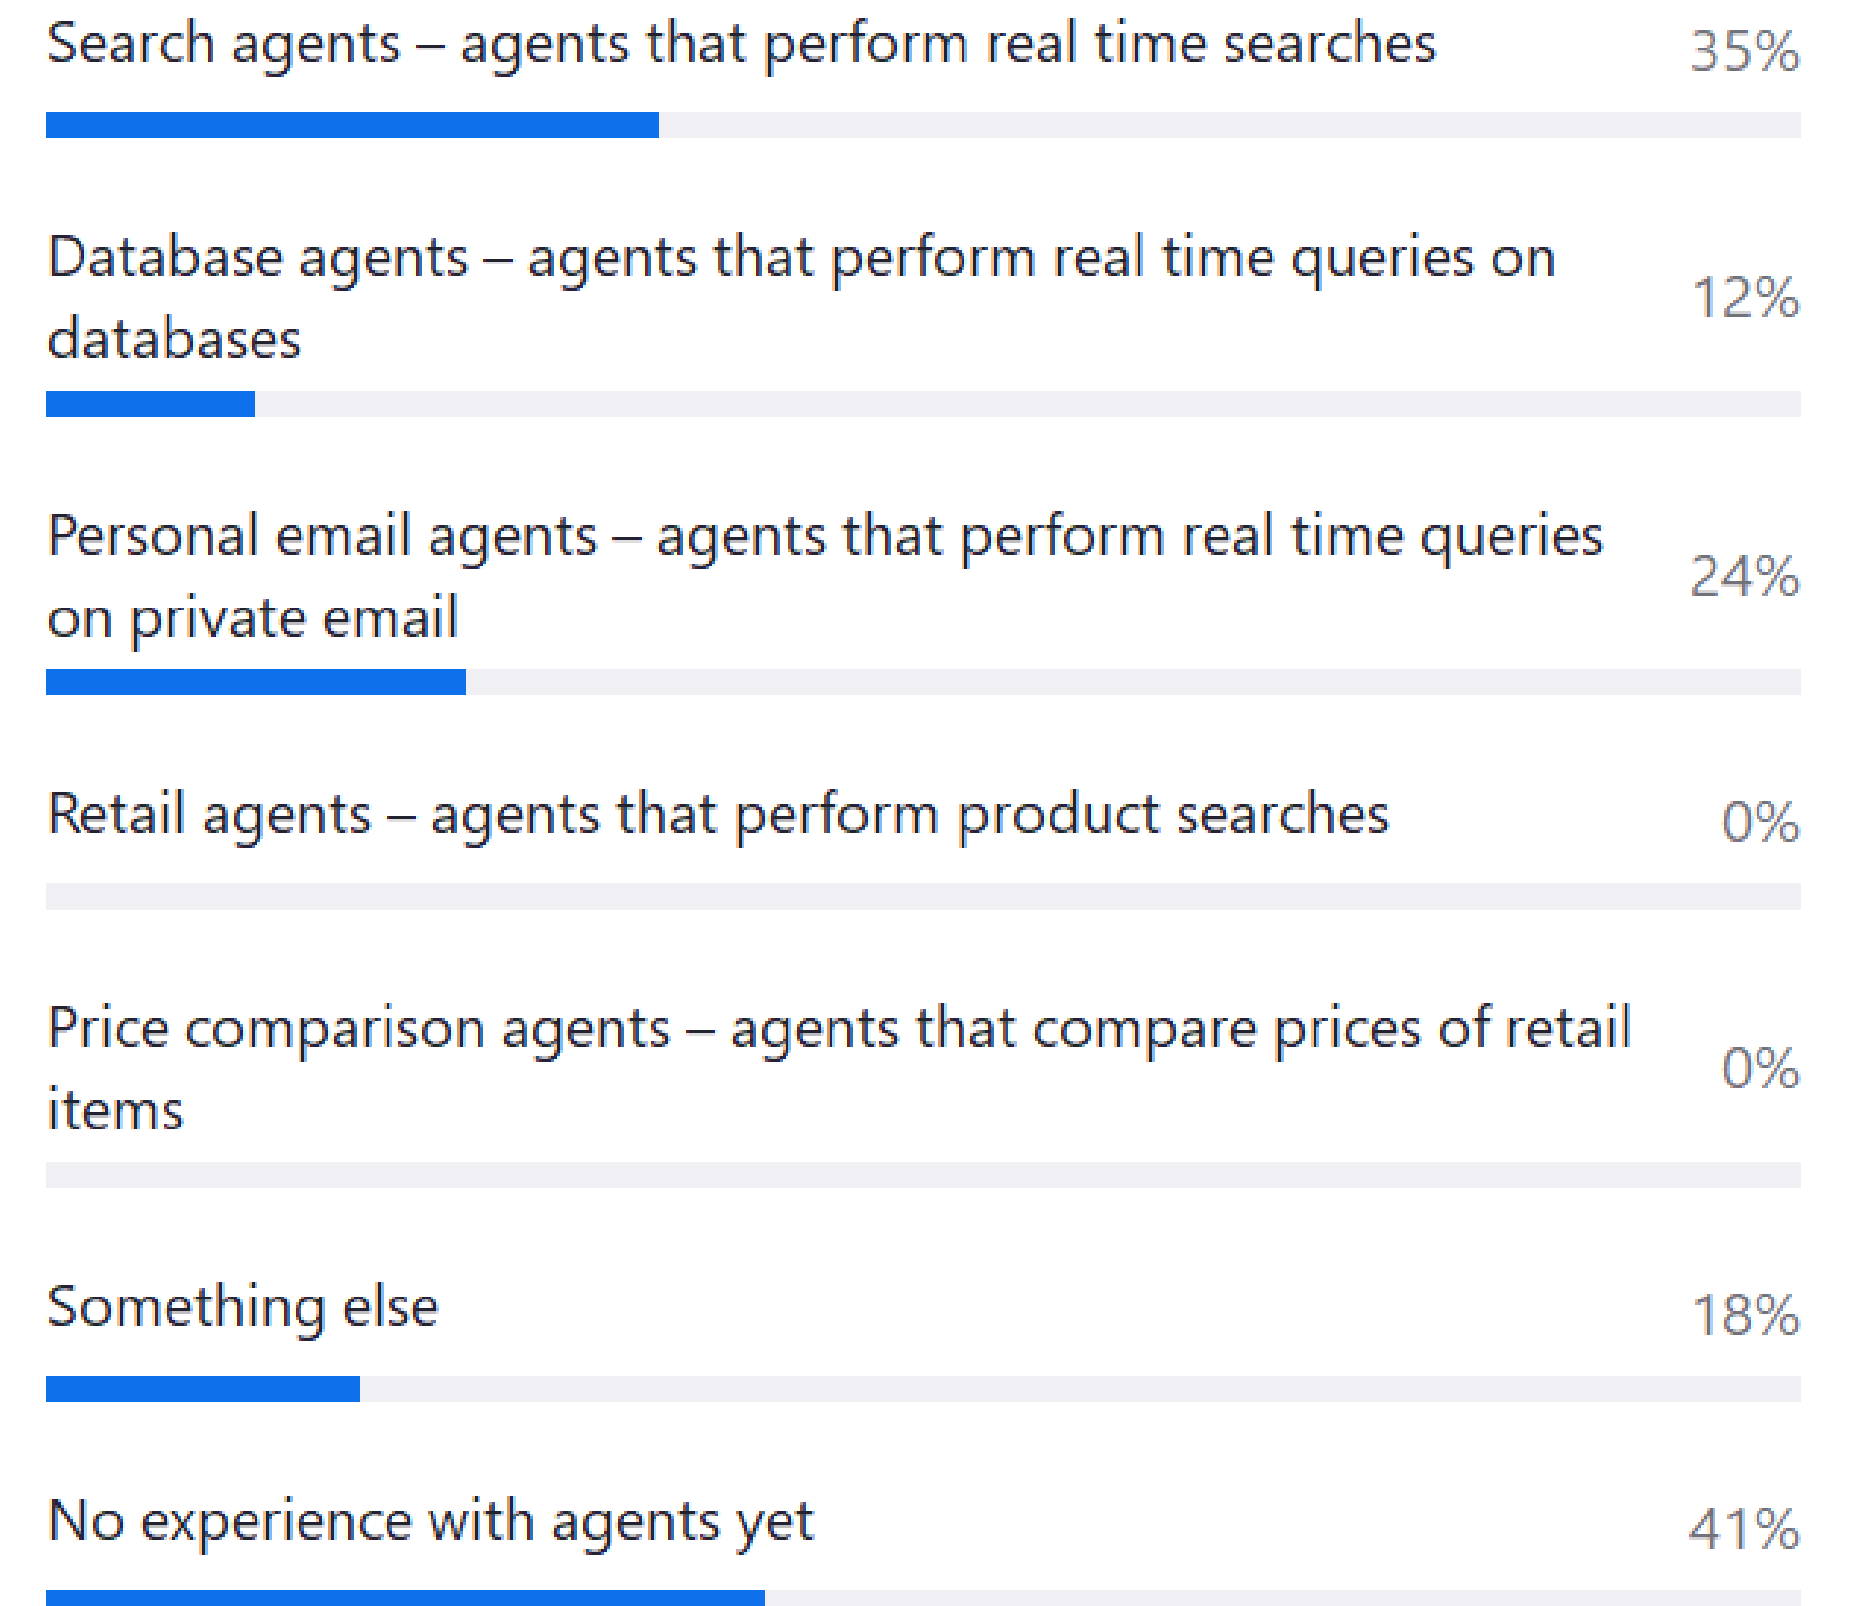 Search agents – agents that perform real time searches 35%
Database agents – agents that perform real time queries on
databases 12%
Personal email agents – agents that perform real time queries
on private email 24%
Retail agents – agents that perform product searches 0%
Price comparison agents – agents that compare prices of retail
items 0%
Something else 18%
No experience with agents yet 41%